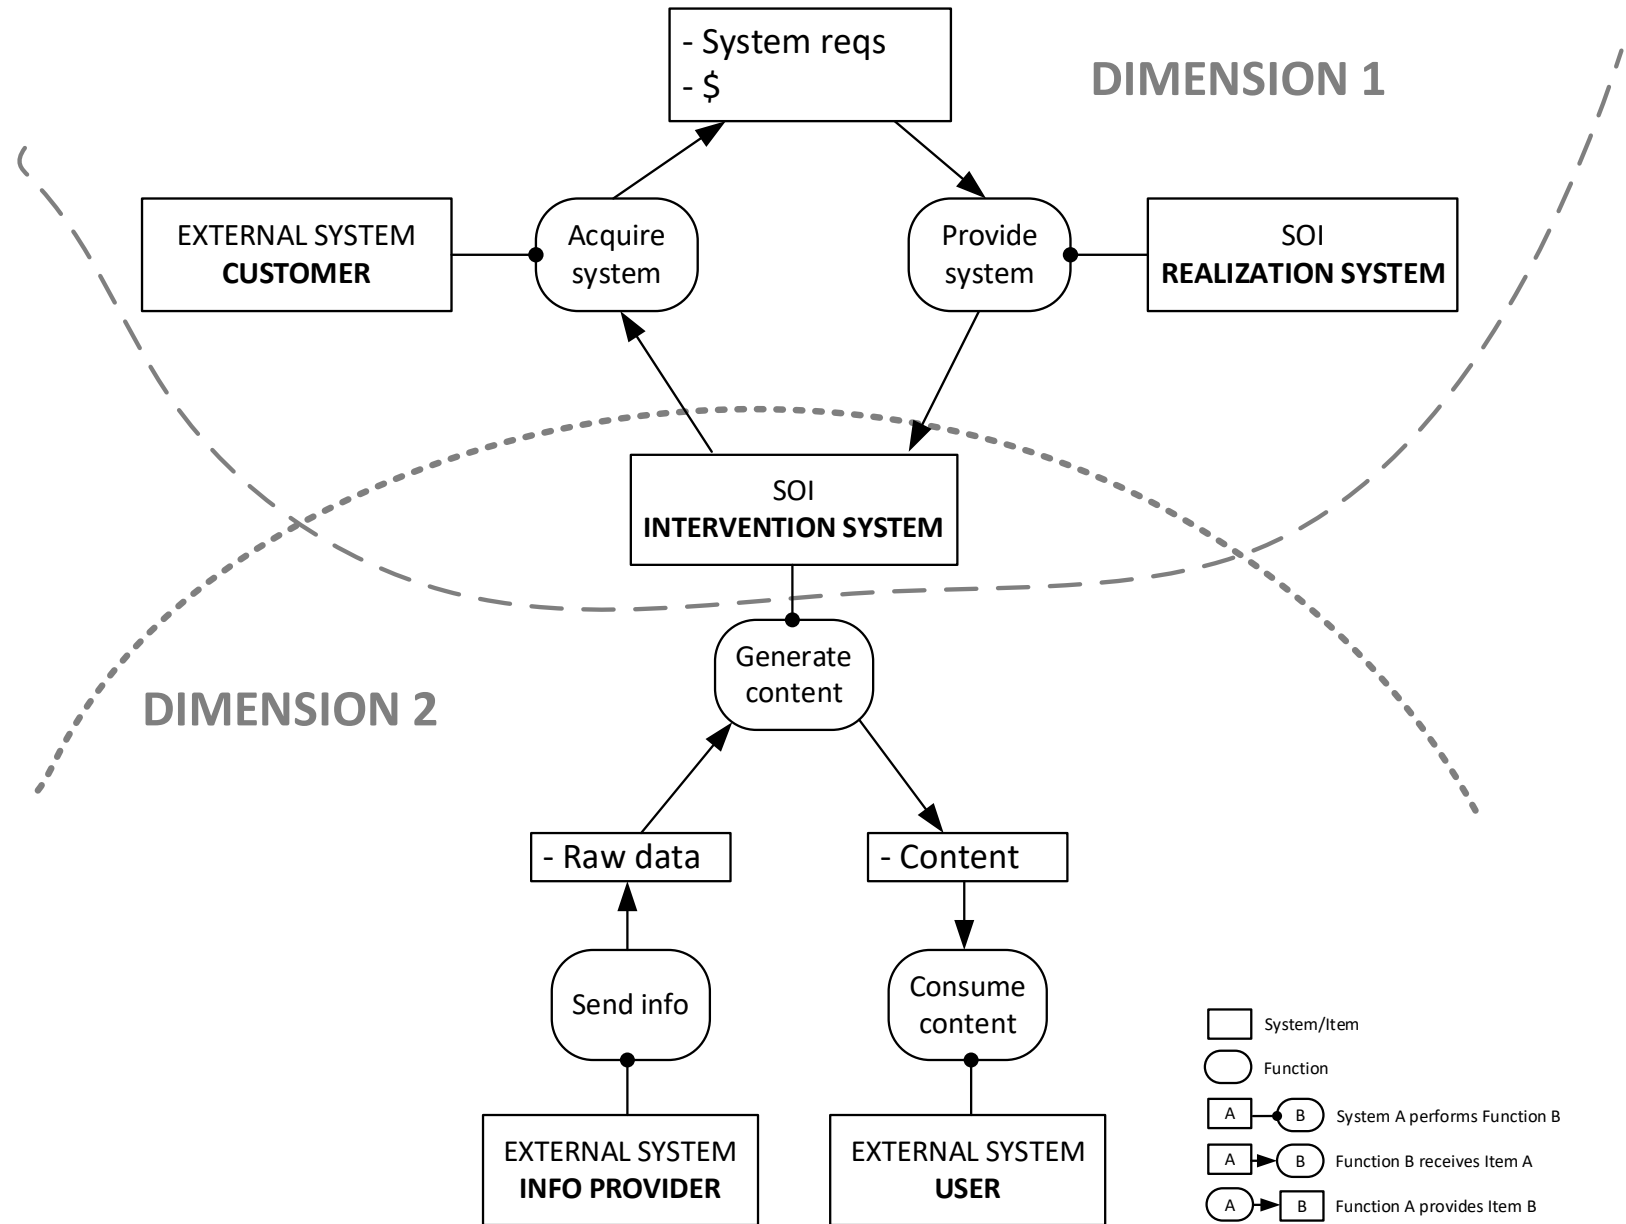 - System reqs
- $
DIMENSION 1
EXTERNAL SYSTEM
CUSTOMER
Acquire
system
Provide
system
SOI
REALIZATION SYSTEM
SOI
INTERVENTION SYSTEM
Generate
content
DIMENSION 2
- Raw data
- Content
Send info
Consume
content
EXTERNAL SYSTEM
INFO PROVIDER
EXTERNAL SYSTEM
USER
System/Item
Function
A B System A performs Function B
A B Function B receives Item A
A B Function A provides Item B